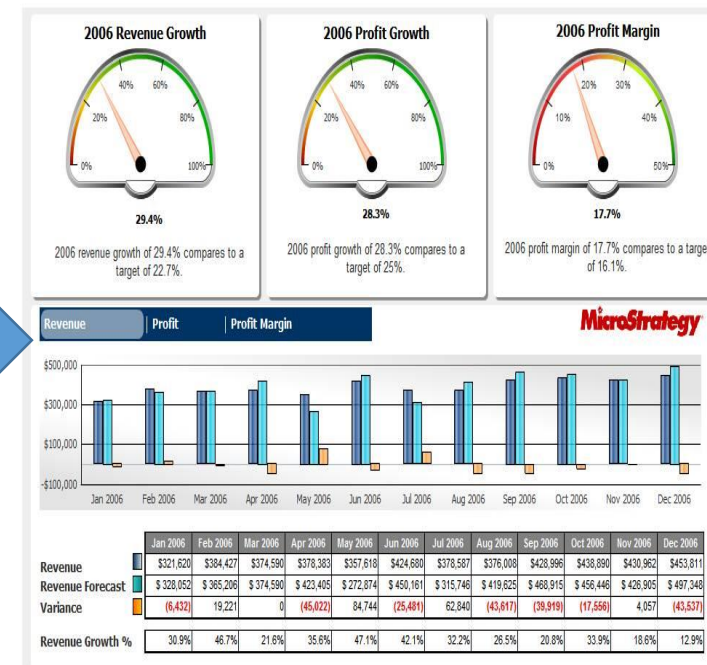 2006 Revenue Growth
0% 20% 40% 60% 80% 100%
29.4%
2006 revenue growth of 29.4% compares to a
target of 22.7%.
2006 Profit Growth
0% 20% 40% 60% 80% 100%
28.3%
2006 profit growth of 28.3% compares to a
target of 25%.
2006 Profit Margin
0% 10% 20% 30% 40% 50%
17.7%
2006 profit margin of 17.7% compares to a targe
of 16.1%.
Revenue | Profit | Profit Margin
MicroStrategy
$500,000
$300,000
$100,000
-$100,000
Jan 2006 Feb 2006 Mar 2006 Apr 2006 May 2006 Jun 2006 Jul 2006 Aug 2006 Sep 2006 Oct 2006 Nov 2006 Dec 2006
Jan 2006 Feb 2006 Mar 2006 Apr 2006 May 2006 Jun 2006 Jul 2006 Aug 2006 Sep 2006 Oct 2006 Nov 2006 Dec 2006
Revenue $321,620 $384,427 $374,590 $378,383 $357,618 $424,680 $378,587 $376,008 $428,996 $438,890 $430,962 $453,811
Revenue Forecast $ 328,052 $ 365,206 $ 374,590 $ 423,405 $ 272,874 $ 450,161 $ 315,746 $ 419,625 $ 468,915 $ 456,446 $ 426,905 $ 497,348
Variance (6,432) 19,221 0 (45,022) 84,744 (25,481) 62,840 (43,617) (39,919) (17,556) 4,057 (43,537)
Revenue Growth % 30.9% 46.7% 21.6% 35.6% 47.1% 42.1% 32.2% 26.5% 20.8% 33.9% 18.6% 12.9%